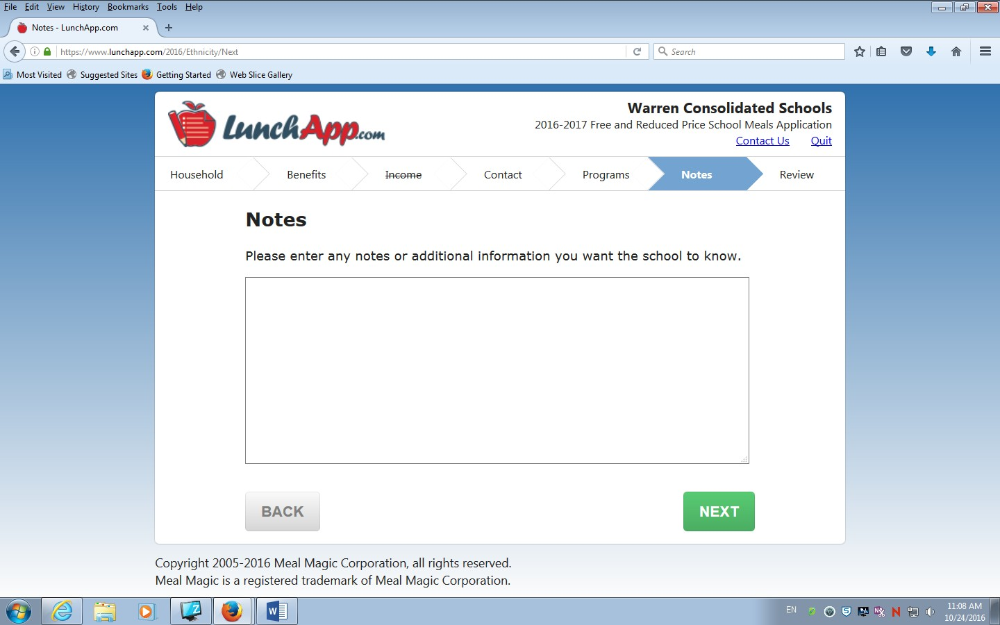 File Edit View History Bookmarks Tools Help
Notes - LunchApp.com
https://www.lunchapp.com/2016/Ethnicity/Next
Search
Most Visited Suggested Sites Getting Started Web Slice Gallery
LunchApp.com
Warren Consolidated Schools
2016-2017 Free and Reduced Price School Meals Application
Contact Us Quit
Household Benefits Income Contact Programs Notes Review
Notes
Please enter any notes or additional information you want the school to know.
BACK NEXT
Copyright 2005-2016 Meal Magic Corporation, all rights reserved.
Meal Magic is a registered trademark of Meal Magic Corporation.
EN
11:08 AM
10/24/2016